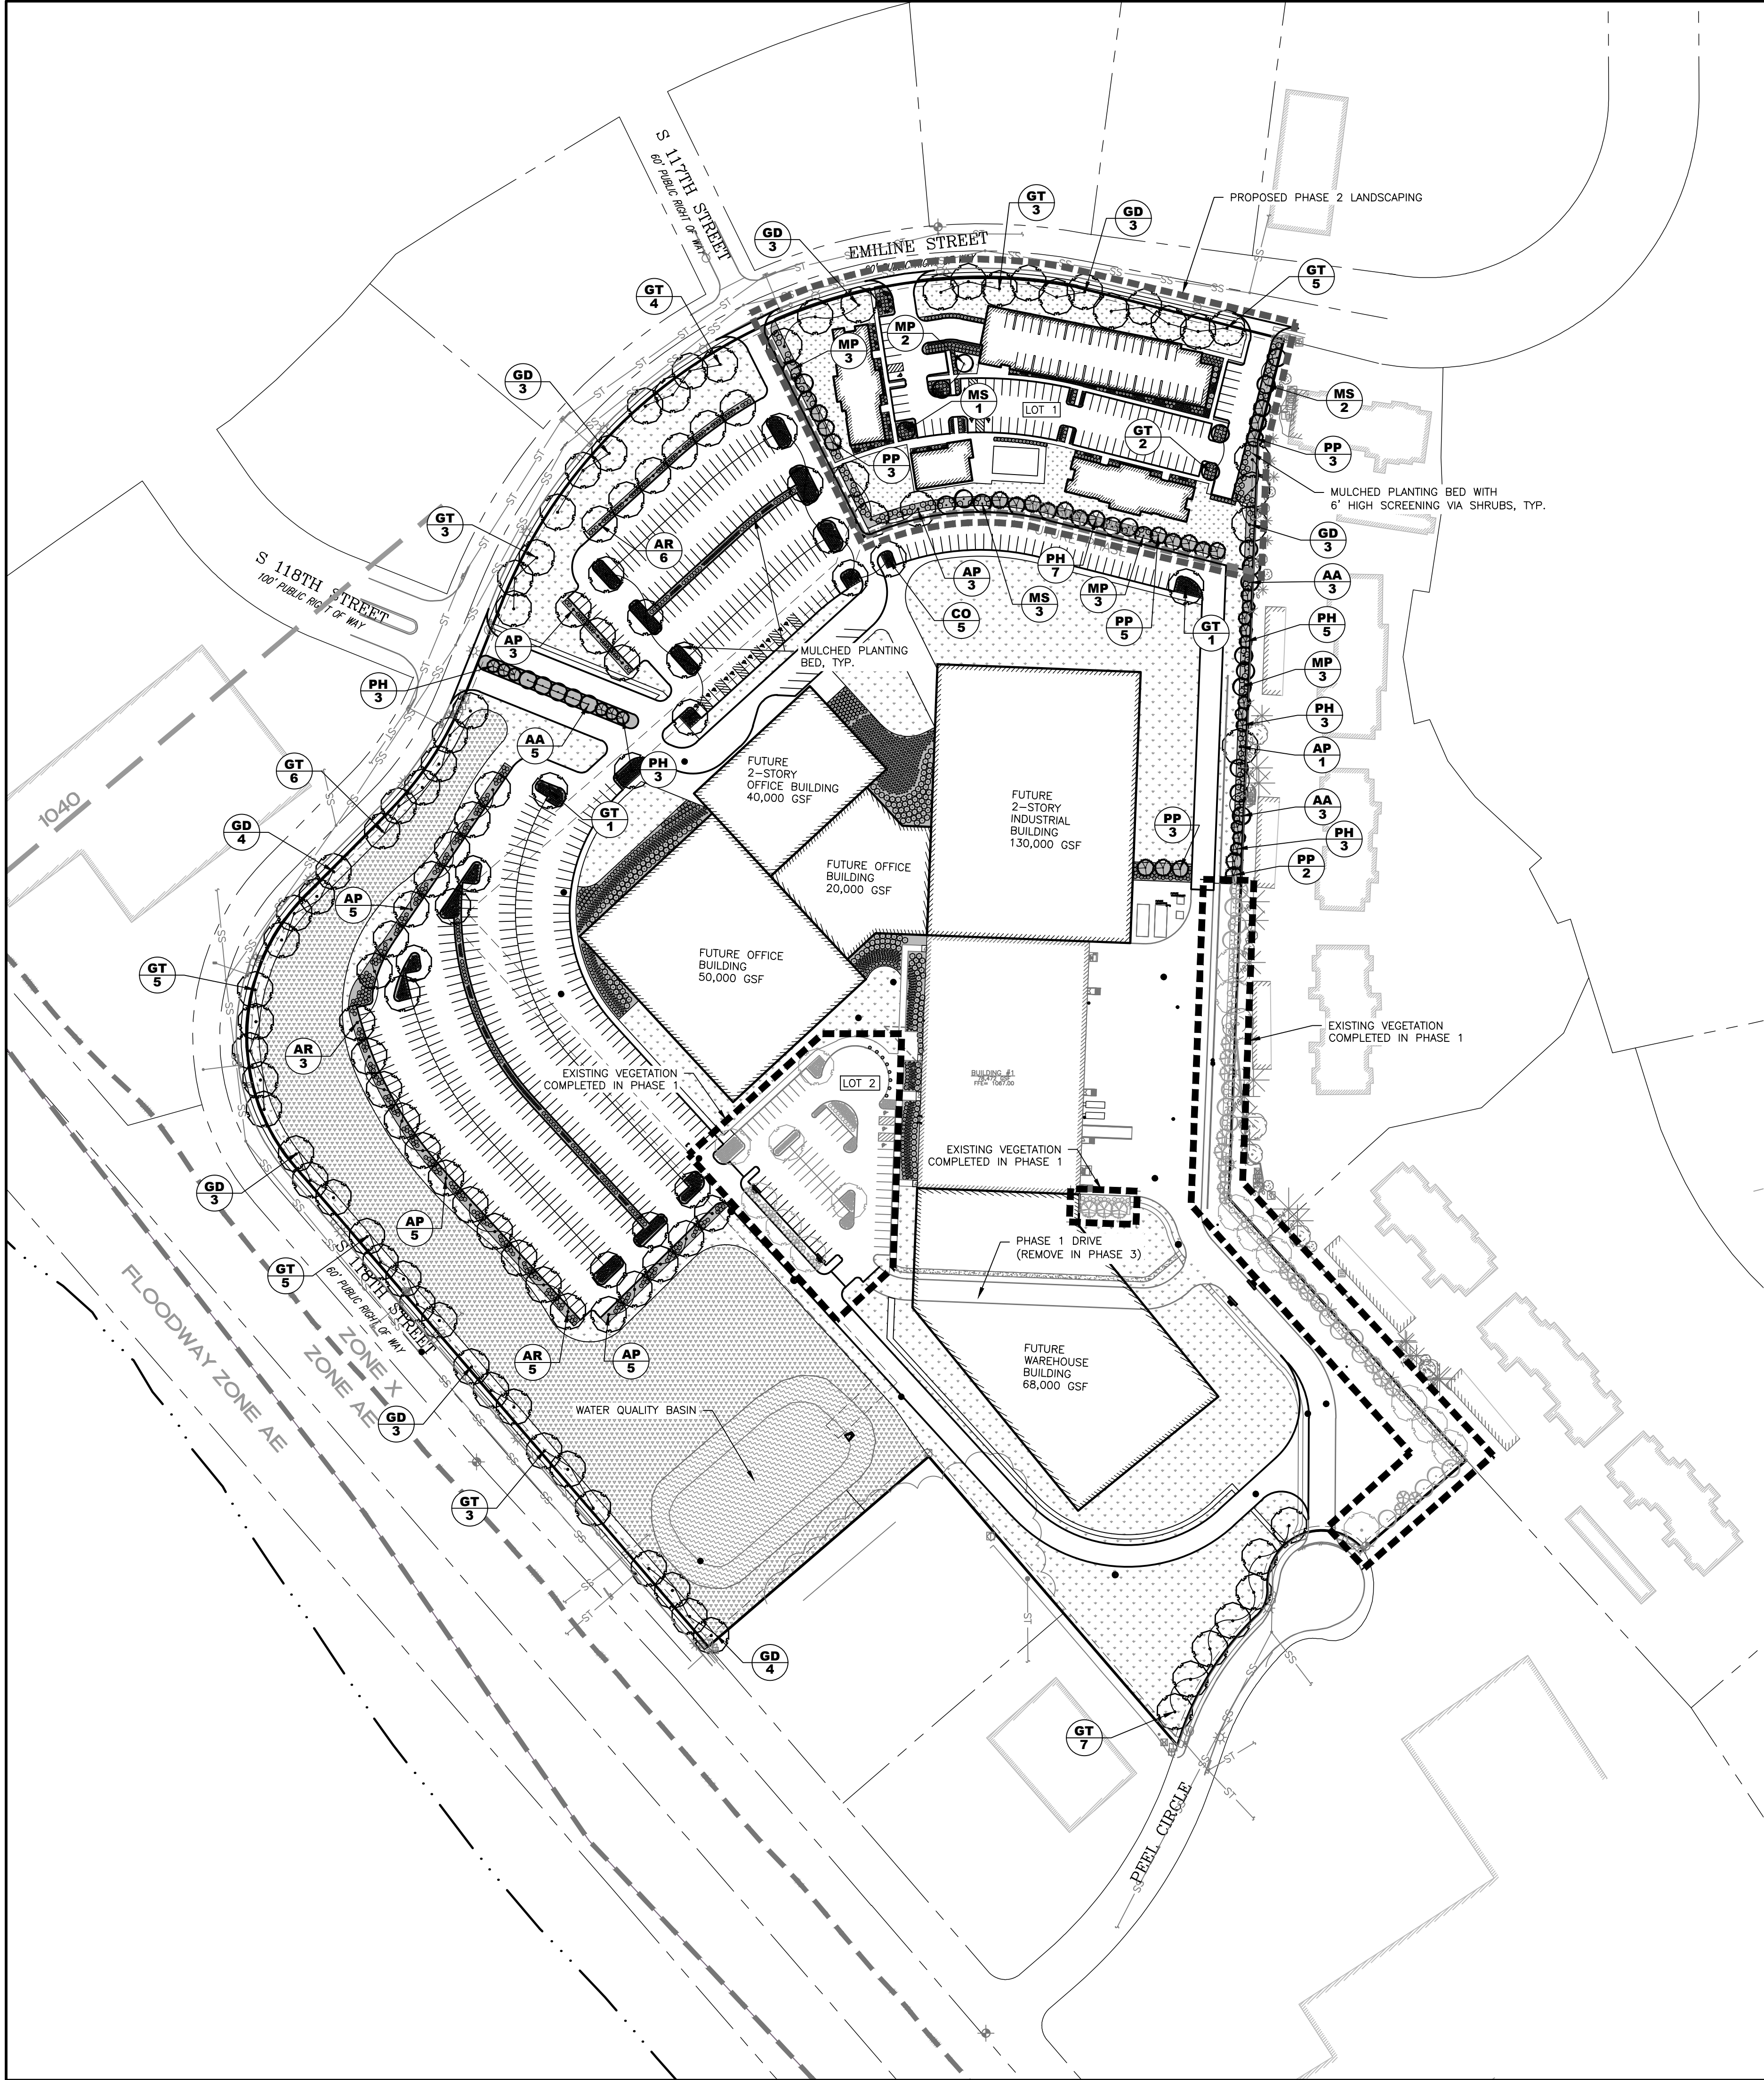 S 117TH STREET
60' PUBLIC RIGHT OF WAY
EMILINE STREET
PROPOSED PHASE 2 LANDSCAPING
GT
3
GD
3
GD
3
GT
5
GT
4
MP
2
MP
3
GD
3
MS
1
LOT 1
MS
2
GT
2
PP
3
PP
3
MULCHED PLANTING BED WITH
6' HIGH SCREENING VIA SHRUBS, TYP.
GT
3
AR
6
GD
3
S 118TH STREET
100' PUBLIC RIGHT OF WAY
PH
7
AP
3
MP
3
MS
3
AA
3
CO
5
PP
5
GT
1
PH
5
AP
3
MULCHED PLANTING
BED, TYP.
MP
3
PH
3
PH
3
AA
5
AP
1
PH
3
GT
6
FUTURE
2-STORY
OFFICE BUILDING
40,000 GSF
FUTURE
2-STORY
INDUSTRIAL
BUILDING
130,000 GSF
AA
3
1040
GT
1
PP
3
GD
4
PH
3
PP
2
FUTURE OFFICE
BUILDING
20,000 GSF
AP
5
FUTURE OFFICE
BUILDING
50,000 GSF
GT
5
EXISTING VEGETATION
COMPLETED IN PHASE 1
AR
3
EXISTING VEGETATION
COMPLETED IN PHASE 1
LOT 2
BUILDING #1
FFE= 1067.00
EXISTING VEGETATION
COMPLETED IN PHASE 1
GD
3
AP
5
PHASE 1 DRIVE
(REMOVE IN PHASE 3)
GT
5
S 118TH STREET
60' PUBLIC RIGHT OF WAY
FLOODWAY ZONE AE
ZONE X
ZONE AE
AR
5
AP
5
FUTURE
WAREHOUSE
BUILDING
68,000 GSF
WATER QUALITY BASIN
GD
3
GT
3
GD
4
GT
7
PEEL CIRCLE